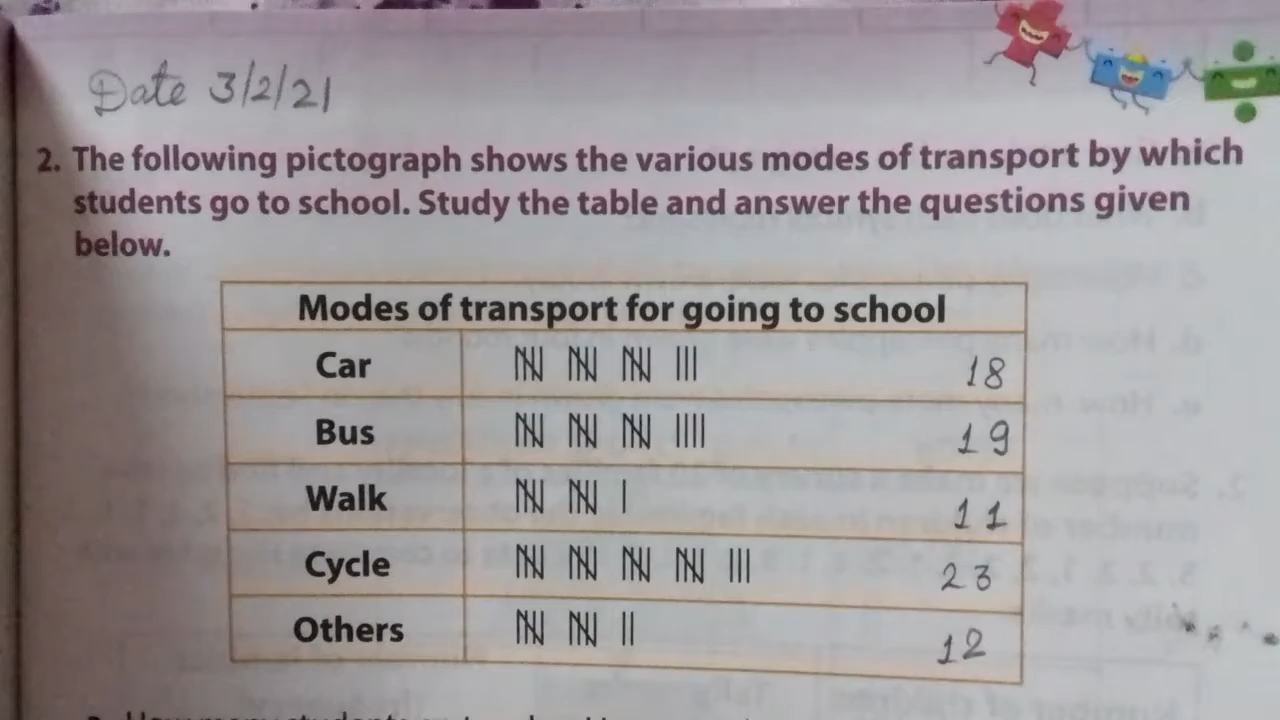 Date 3/2/21
2. The following pictograph shows the various modes of transport by which
students go to school. Study the table and answer the questions given
below.
Modes of transport for going to school
Car 18
Bus 19
Walk 11
Cycle 23
Others 12